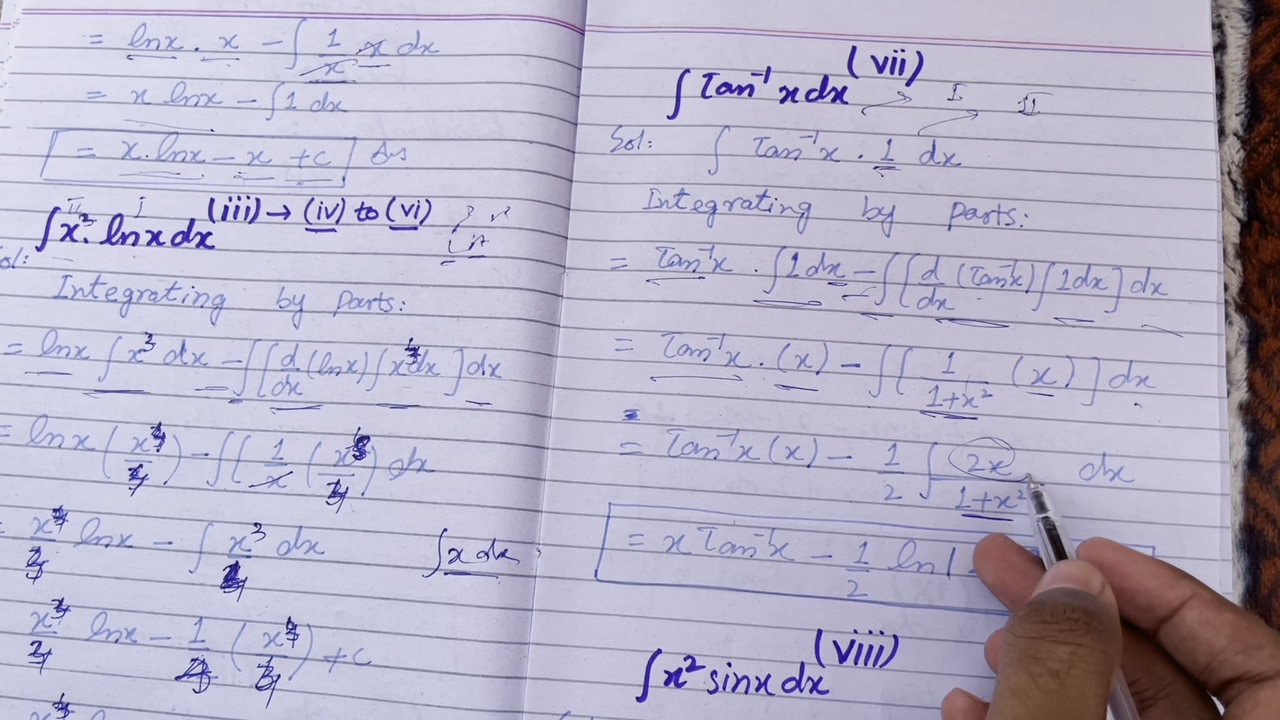 = lnx . x - ∫ 1/x x dx
= x lnx - ∫1 dx
= x.lnx - x + c Ans
∫x³. lnx dx (iii) → (iv) to (vi)
II I
ol:
Integrating by parts:
= lnx ∫ x³ dx - ∫[d/dx (lnx) ∫ x³dx] dx
= lnx (x⁴/4) - ∫[1/x (x⁴/4) dx
= x⁴/4 lnx - ∫ x³/4 dx ∫x dx
x⁴/4 lnx - 1/4 (x⁴/4) + c
(vii)
∫Tan⁻¹ x dx I II
Sol: ∫ Tan⁻¹x . 1 dx
Integrating by parts:
= Tan⁻¹x . ∫1dx - ∫[d/dx (Tan⁻¹x) ∫1dx] dx
= Tan⁻¹x . (x) - ∫[1/1+x² (x)] dx
= Tan⁻¹x (x) - 1/2 ∫ 2x/1+x² dx
= x Tan⁻¹x - 1/2 ln|
(viii)
∫x² sinx dx